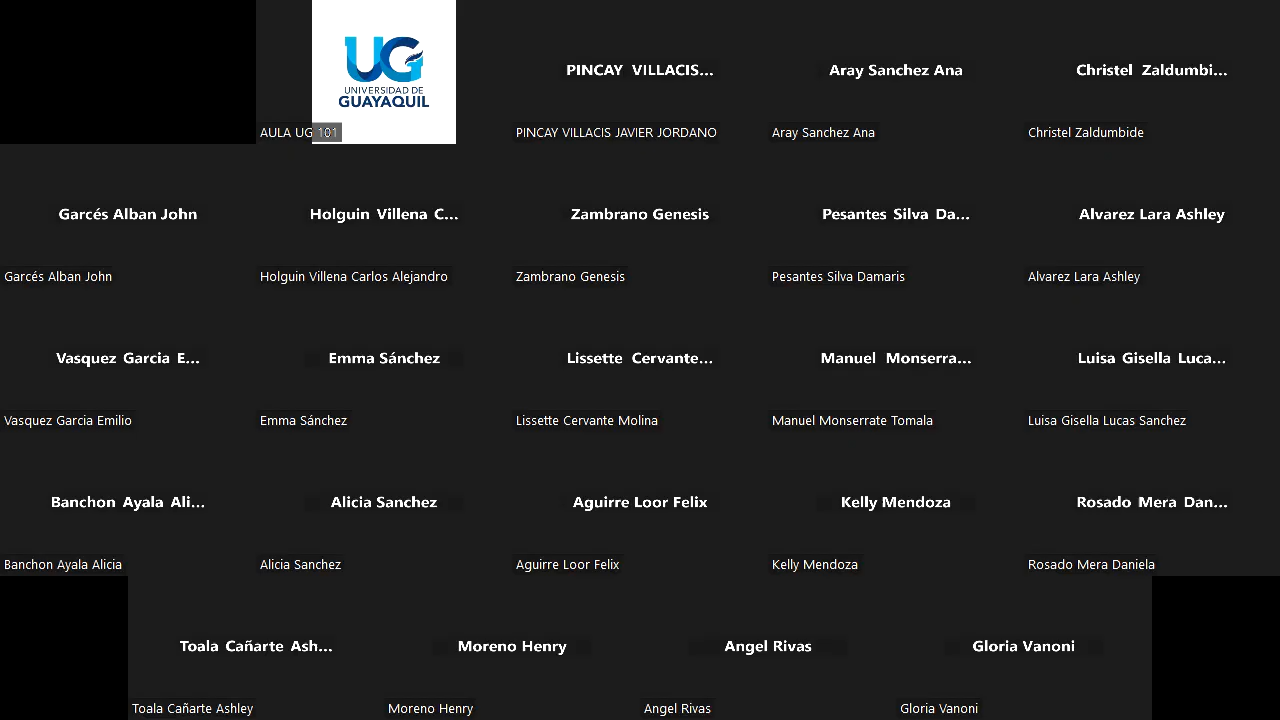 UG
UNIVERSIDAD DE
GUAYAQUIL
PINCAY VILLACIS...
Aray Sanchez Ana
Christel Zaldumbi...
AULA UG 101
PINCAY VILLACIS JAVIER JORDANO
Aray Sanchez Ana
Christel Zaldumbide
Garcés Alban John
Holguin Villena C...
Zambrano Genesis
Pesantes Silva Da...
Alvarez Lara Ashley
Garcés Alban John
Holguin Villena Carlos Alejandro
Zambrano Genesis
Pesantes Silva Damaris
Alvarez Lara Ashley
Vasquez Garcia E...
Emma Sánchez
Lissette Cervante...
Manuel Monserra...
Luisa Gisella Luca...
Vasquez Garcia Emilio
Emma Sánchez
Lissette Cervante Molina
Manuel Monserrate Tomala
Luisa Gisella Lucas Sanchez
Banchon Ayala Ali...
Alicia Sanchez
Aguirre Loor Felix
Kelly Mendoza
Rosado Mera Dan...
Banchon Ayala Alicia
Alicia Sanchez
Aguirre Loor Felix
Kelly Mendoza
Rosado Mera Daniela
Toala Cañarte Ash...
Moreno Henry
Angel Rivas
Gloria Vanoni
Toala Cañarte Ashley
Moreno Henry
Angel Rivas
Gloria Vanoni